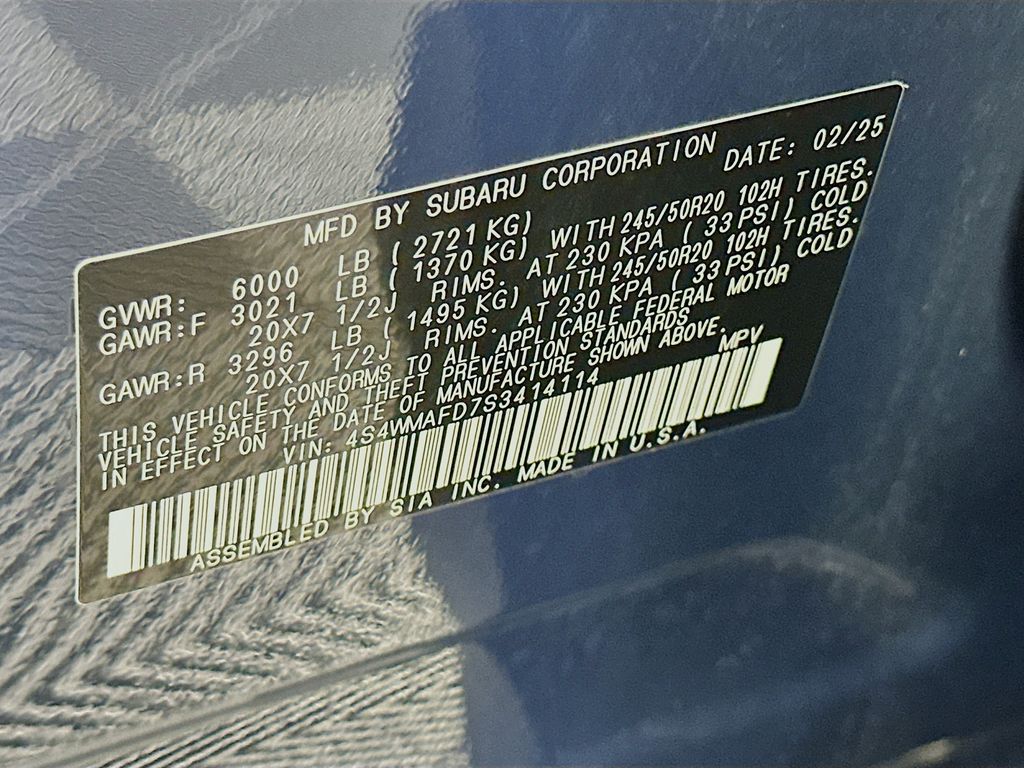 MFD BY SUBARU CORPORATION DATE: 02/25
GVWR: 6000 LB ( 2721 KG)
GAWR:F 3021 LB ( 1370 KG) WITH 245/50R20 102H TIRES.
20X7 1/2J RIMS. AT 230 KPA ( 33 PSI) COLD
GAWR:R 3296 LB ( 1495 KG) WITH 245/50R20 102H TIRES.
20X7 1/2J RIMS. AT 230 KPA ( 33 PSI) COLD
THIS VEHICLE CONFORMS TO ALL APPLICABLE FEDERAL MOTOR
VEHICLE SAFETY AND THEFT PREVENTION STANDARDS
IN EFFECT ON THE DATE OF MANUFACTURE SHOWN ABOVE.
VIN: 4S4WMAFD7S3414114 MPV
ASSEMBLED BY SIA INC. MADE IN U.S.A.